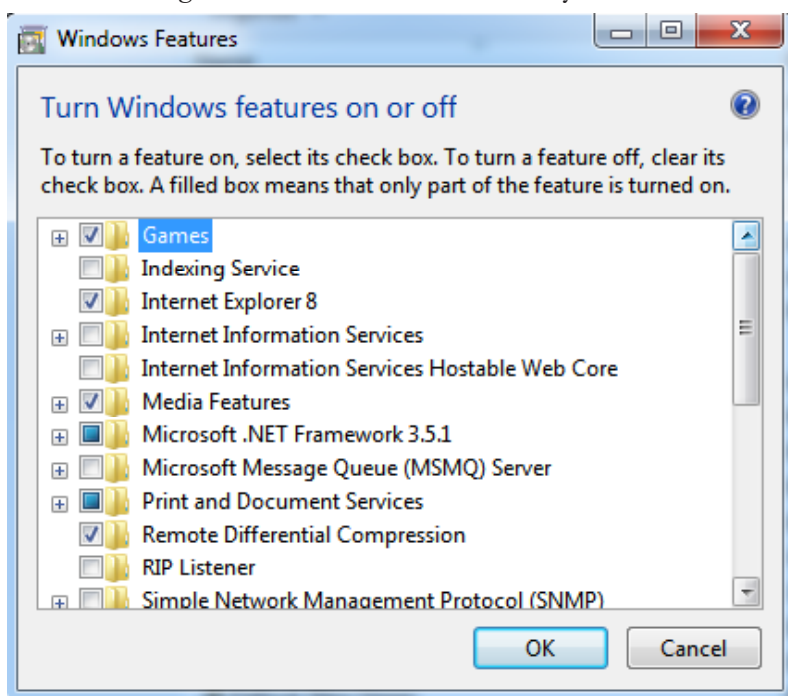 Windows Features
Turn Windows features on or off
To turn a feature on, select its check box. To turn a feature off, clear its
check box. A filled box means that only part of the feature is turned on.
Games
Indexing Service
Internet Explorer 8
Internet Information Services
Internet Information Services Hostable Web Core
Media Features
Microsoft .NET Framework 3.5.1
Microsoft Message Queue (MSMQ) Server
Print and Document Services
Remote Differential Compression
RIP Listener
Simple Network Management Protocol (SNMP)
OK Cancel